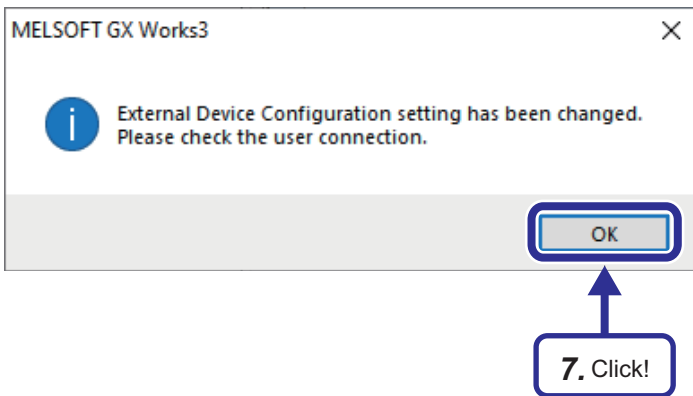 MELSOFT GX Works3
External Device Configuration setting has been changed.
Please check the user connection.
OK
7. Click!